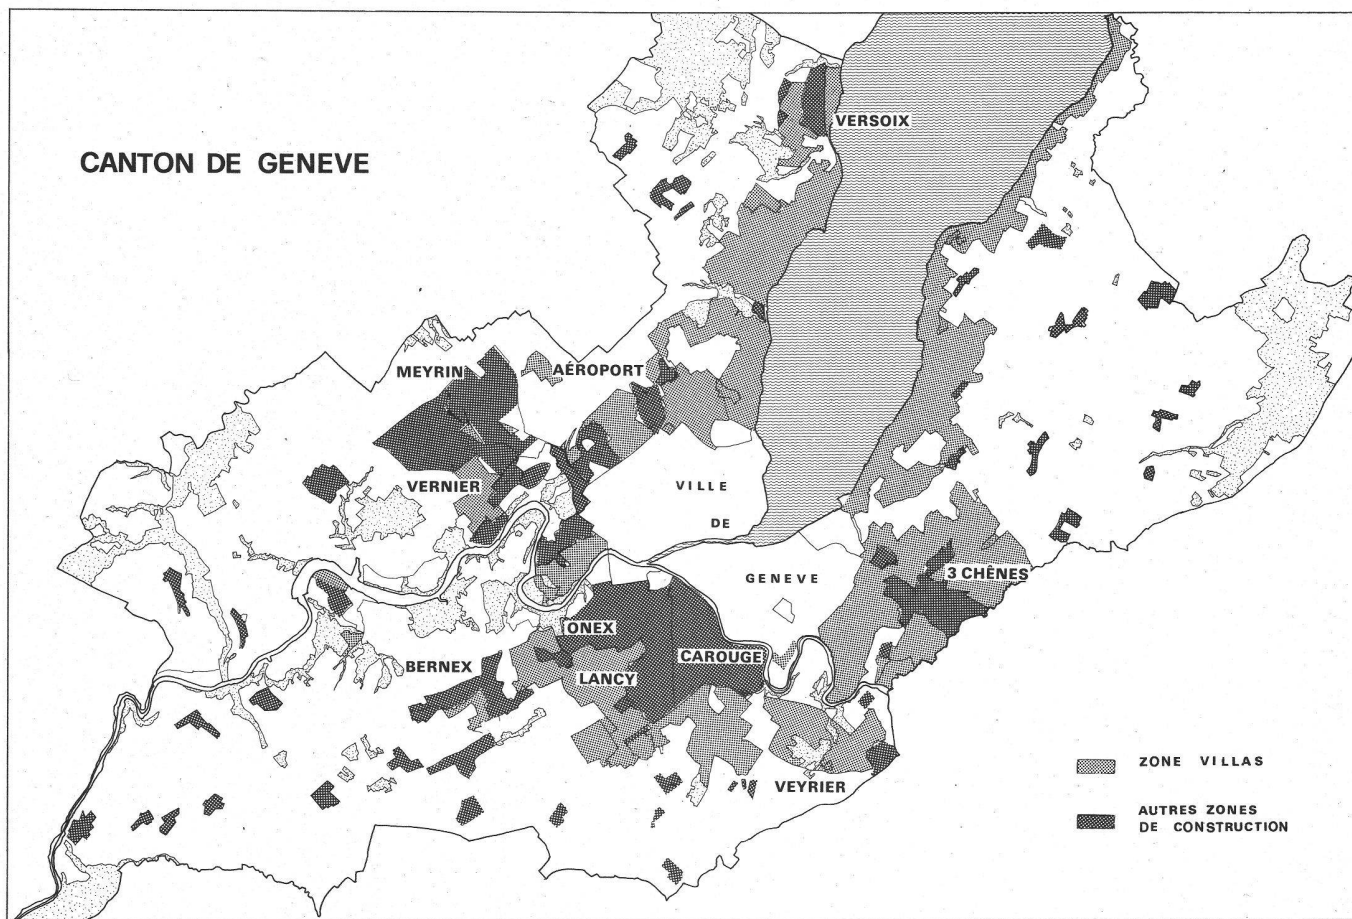 VERSOIX
CANTON DE GENEVE
MEYRIN
AÉROPORT
VERNIER
VILLE
DE
GENEVE
3 CHÊNES
ONEX
BERNEX
CAROUGE
LANCY
VEYRIER
ZONE VILLAS
AUTRES ZONES
DE CONSTRUCTION